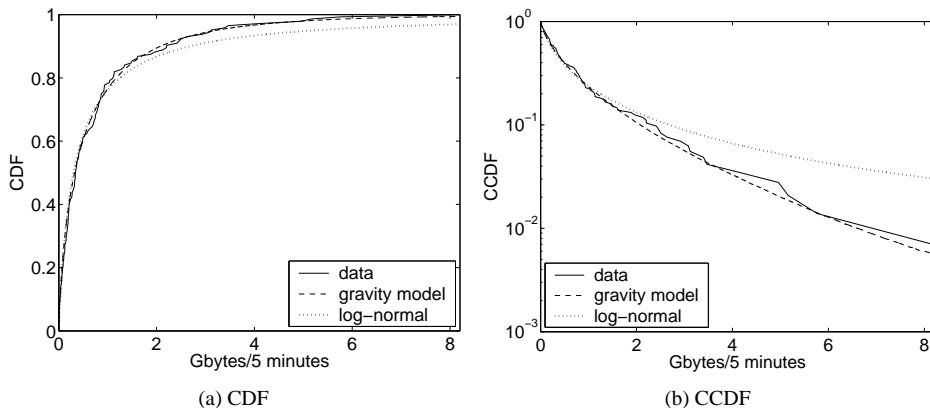 CDF
1
0.8
0.6
0.4
0.2
0
0 2 4 6 8
Gbytes/5 minutes
data
gravity model
log-normal
(a) CDF
CCDF
10^0
10^-1
10^-2
10^-3
0 2 4 6 8
Gbytes/5 minutes
data
gravity model
log-normal
(b) CCDF